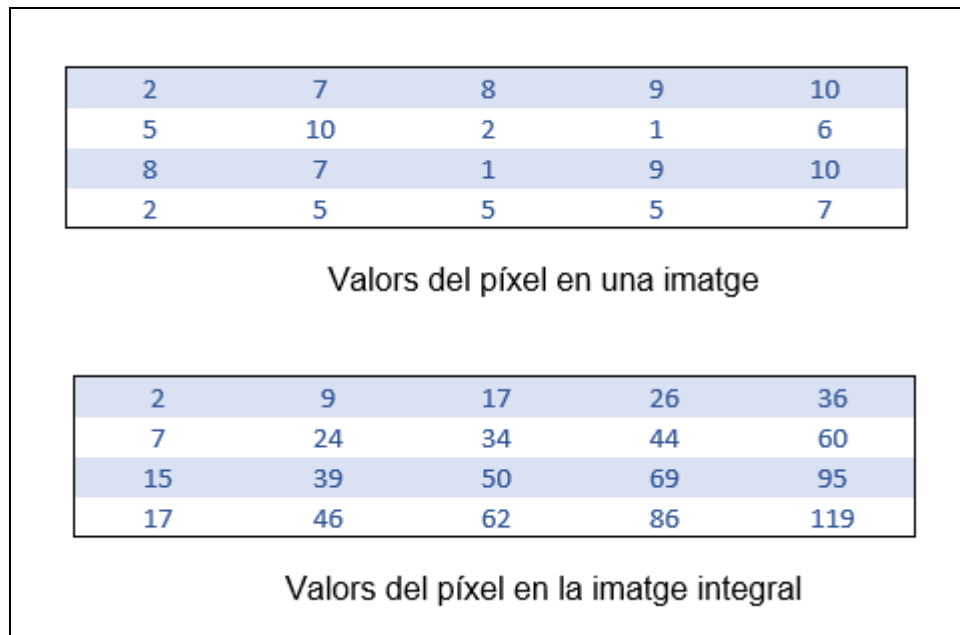 2 7 8 9 10
5 10 2 1 6
8 7 1 9 10
2 5 5 5 7
Valors del píxel en una imatge
2 9 17 26 36
7 24 34 44 60
15 39 50 69 95
17 46 62 86 119
Valors del píxel en la imatge integral